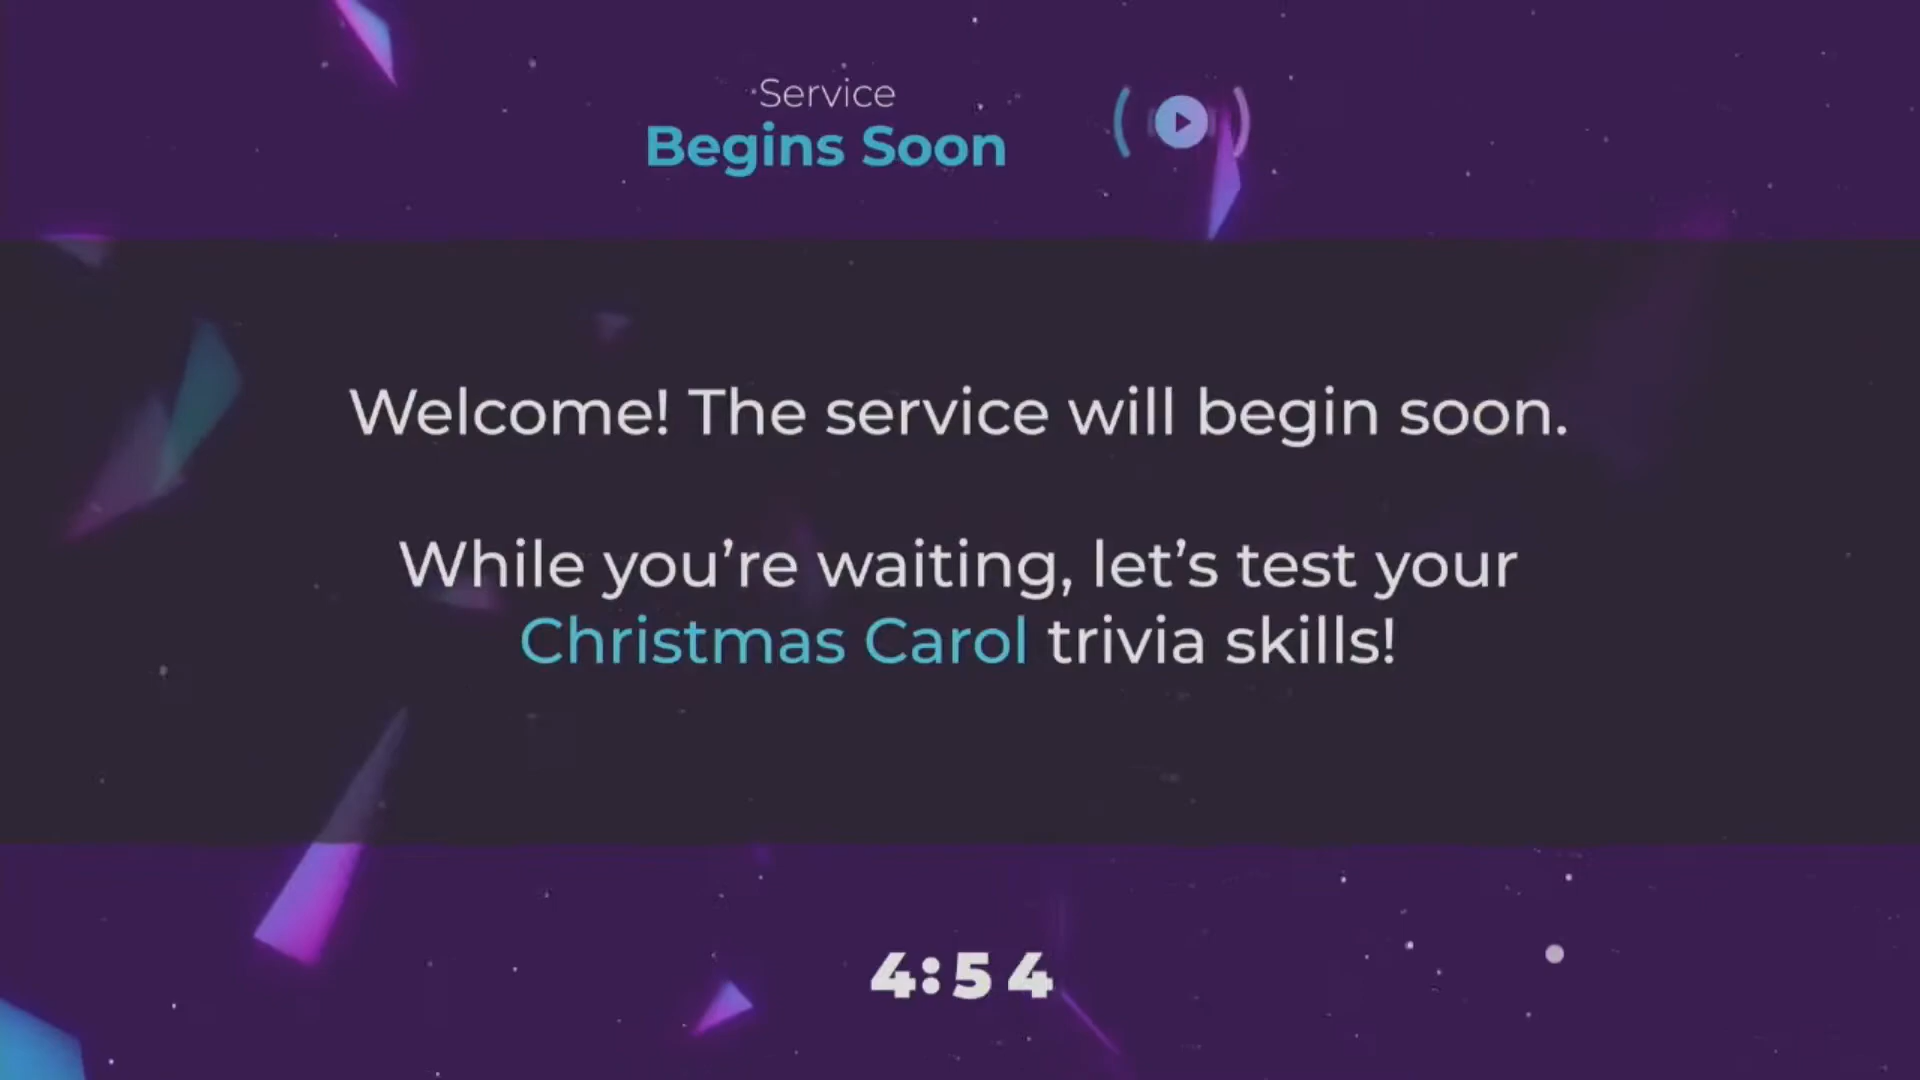 Service
Begins Soon
Welcome! The service will begin soon.
While you’re waiting, let’s test your
Christmas Carol trivia skills!
4:54